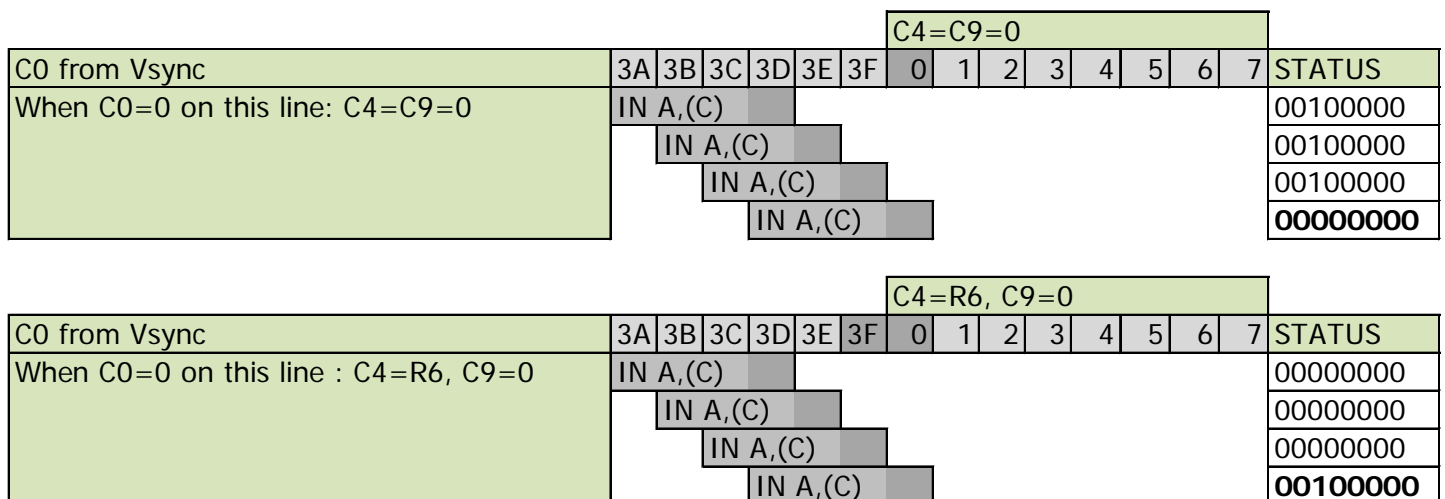 C4=C9=0
C0 from Vsync 3A 3B 3C 3D 3E 3F 0 1 2 3 4 5 6 7 STATUS
When C0=0 on this line: C4=C9=0 IN A,(C) 00100000
IN A,(C) 00100000
IN A,(C) 00100000
IN A,(C) 00000000
C4=R6, C9=0
C0 from Vsync 3A 3B 3C 3D 3E 3F 0 1 2 3 4 5 6 7 STATUS
When C0=0 on this line : C4=R6, C9=0 IN A,(C) 00000000
IN A,(C) 00000000
IN A,(C) 00000000
IN A,(C) 00100000